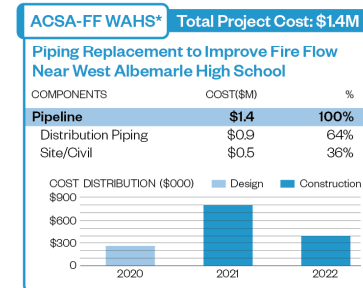 ACSA-FF WAHS* Total Project Cost: $1.4M
Piping Replacement to Improve Fire Flow
Near West Albemarle High School
COMPONENTS COST($M) %
Pipeline $1.4 100%
Distribution Piping $0.9 64%
Site/Civil $0.5 36%
COST DISTRIBUTION ($000) Design Construction
$900
$600
$300
0
2020 2021 2022